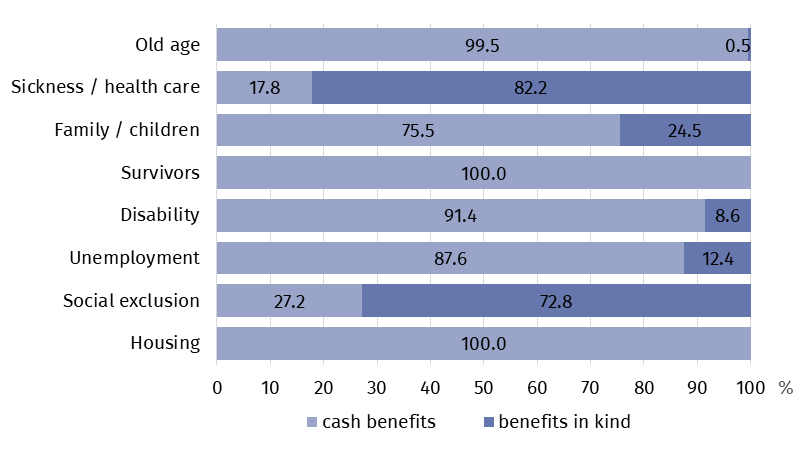 Old age 99.5 0.5
Sickness / health care 17.8 82.2
Family / children 75.5 24.5
Survivors 100.0
Disability 91.4 8.6
Unemployment 87.6 12.4
Social exclusion 27.2 72.8
Housing 100.0
0 10 20 30 40 50 60 70 80 90 100 %
cash benefits benefits in kind